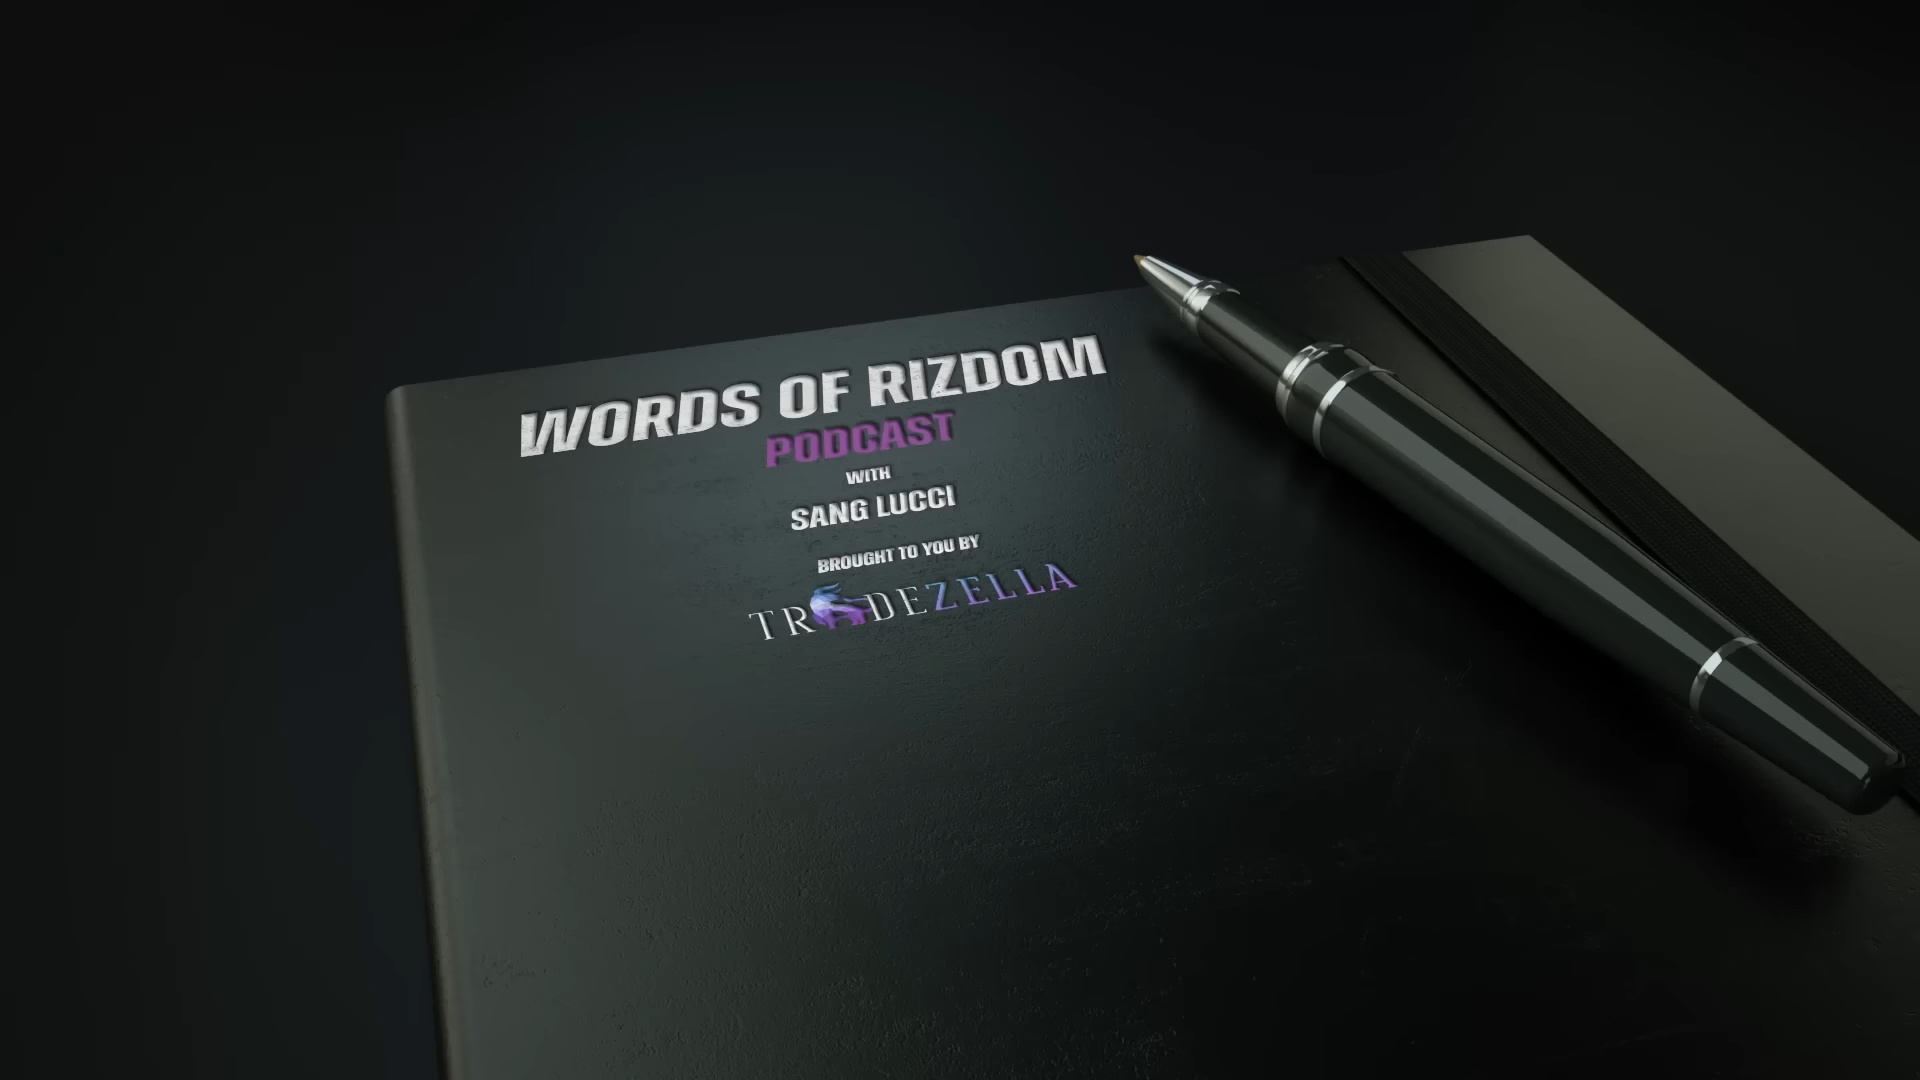 WORDS OF RIZDOM
PODCAST
WITH
SANG LUCCI
BROUGHT TO YOU BY
TRADEZELLA